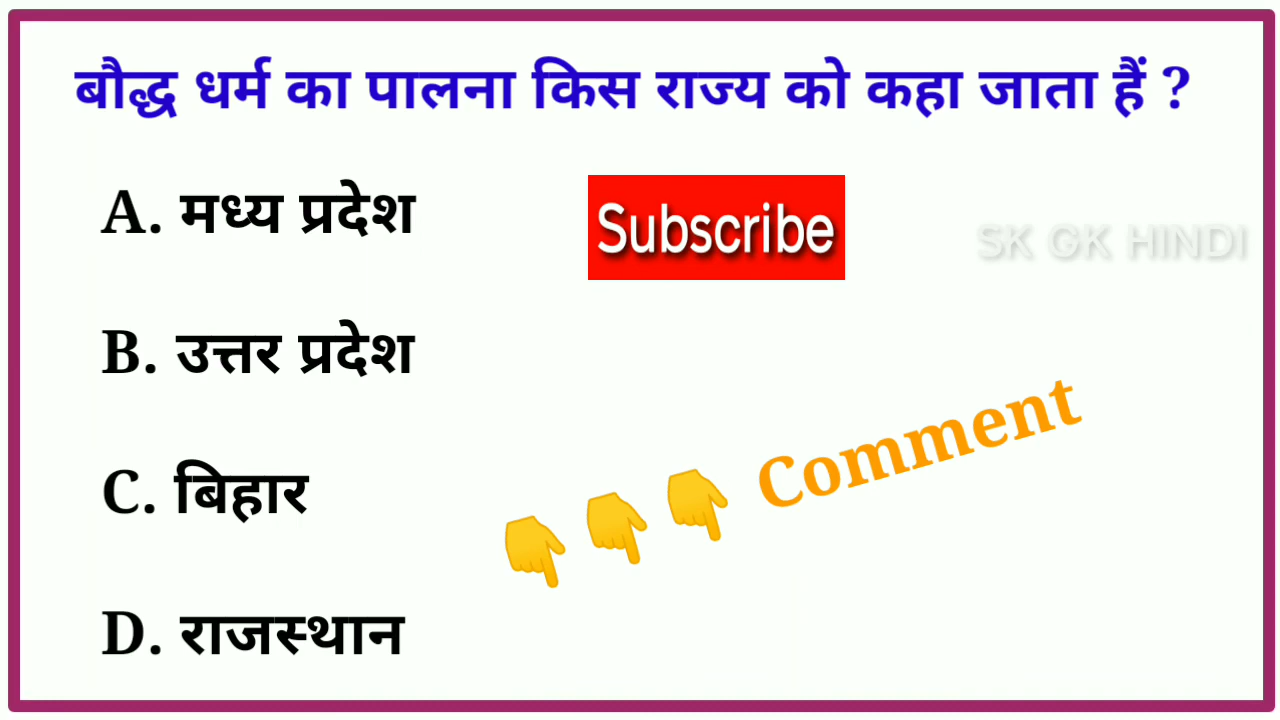 बौद्ध धर्म का पालना किस राज्य को कहा जाता हैं ?
A. मध्य प्रदेश
Subscribe
SK GK HINDI
B. उत्तर प्रदेश
Comment
C. बिहार
D. राजस्थान